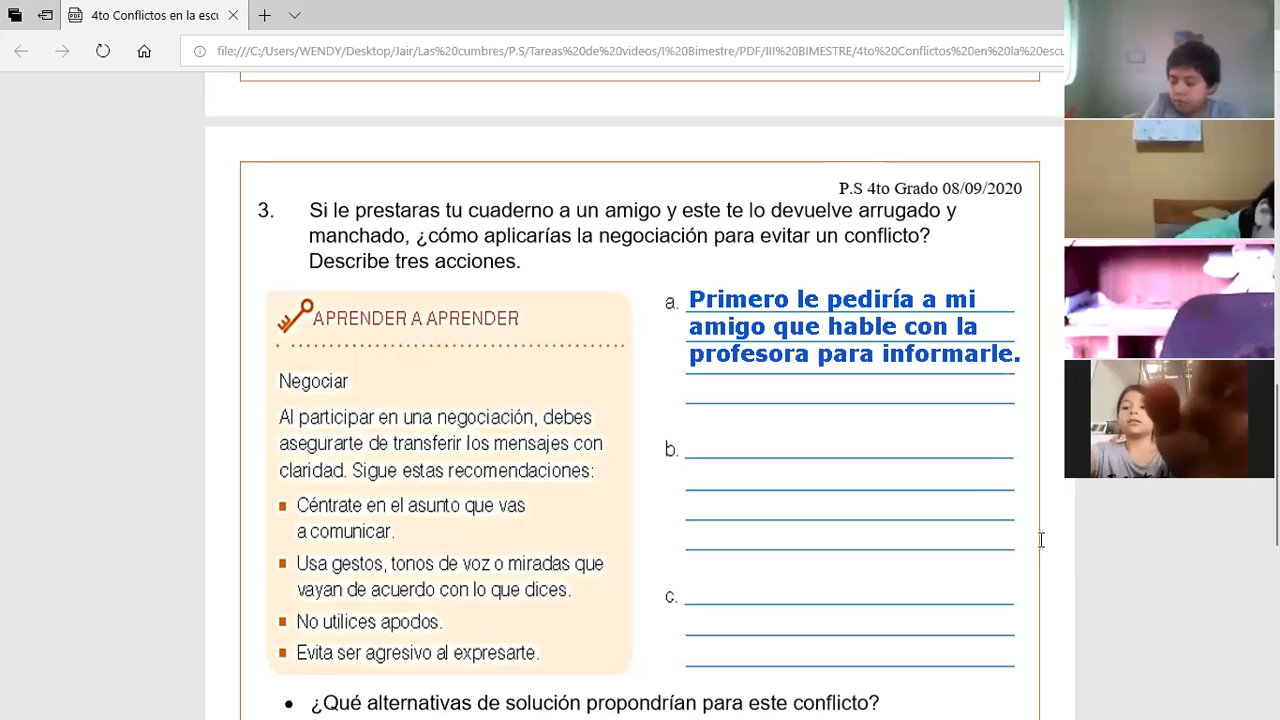 4to Conflictos en la escu
file:///C:/Users/WENDY/Desktop/Jair/Las%20cumbres/P.S/Tareas%20de%20videos/I%20Bimestre/PDF/III%20BIMESTRE/4to%20Conflictos%20en%20la%20escu
P.S 4to Grado 08/09/2020
3. Si le prestaras tu cuaderno a un amigo y este te lo devuelve arrugado y
manchado, ¿cómo aplicarías la negociación para evitar un conflicto?
Describe tres acciones.
APRENDER A APRENDER
Negociar
Al participar en una negociación, debes
asegurarte de transferir los mensajes con
claridad. Sigue estas recomendaciones:
▪ Céntrate en el asunto que vas
a comunicar.
▪ Usa gestos, tonos de voz o miradas que
vayan de acuerdo con lo que dices.
▪ No utilices apodos.
▪ Evita ser agresivo al expresarte.
a. Primero le pediría a mi
amigo que hable con la
profesora para informarle.
b.
c.
• ¿Qué alternativas de solución propondrían para este conflicto?